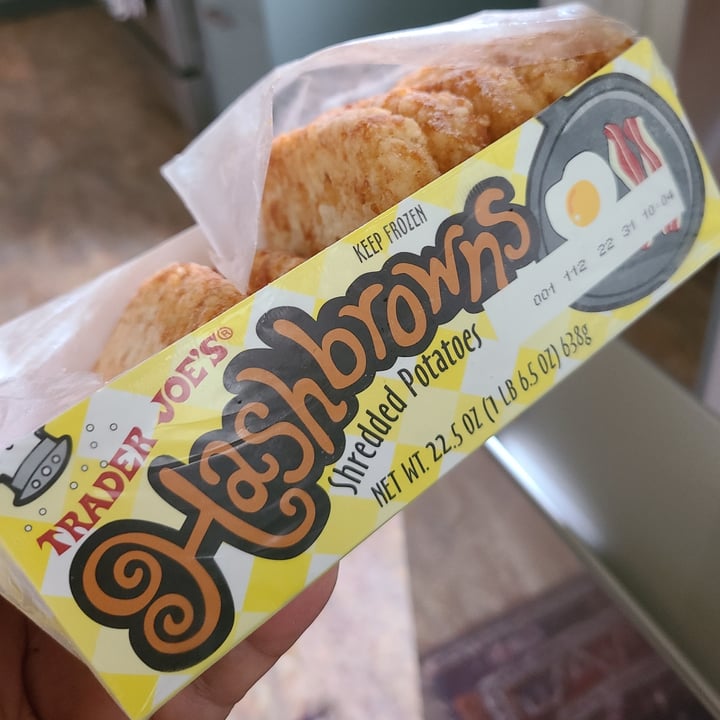 KEEP FROZEN
TRADER JOE'S®
Hashbrowns
Shredded Potatoes
NET WT. 22.5 OZ (1 LB 6.5 OZ) 638g
001 112 22 31 10:04